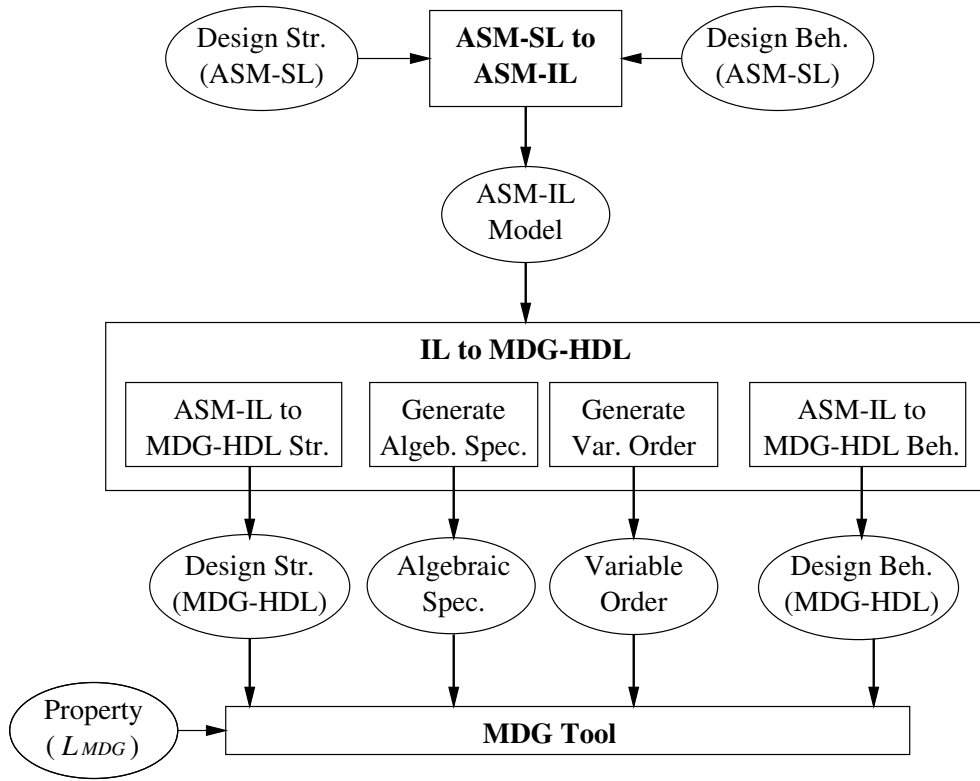 Design Str.
(ASM-SL)
ASM-SL to
ASM-IL
Design Beh.
(ASM-SL)
ASM-IL
Model
IL to MDG-HDL
ASM-IL to
MDG-HDL Str.
Generate
Algeb. Spec.
Generate
Var. Order
ASM-IL to
MDG-HDL Beh.
Design Str.
(MDG-HDL)
Algebraic
Spec.
Variable
Order
Design Beh.
(MDG-HDL)
Property
( L MDG )
MDG Tool